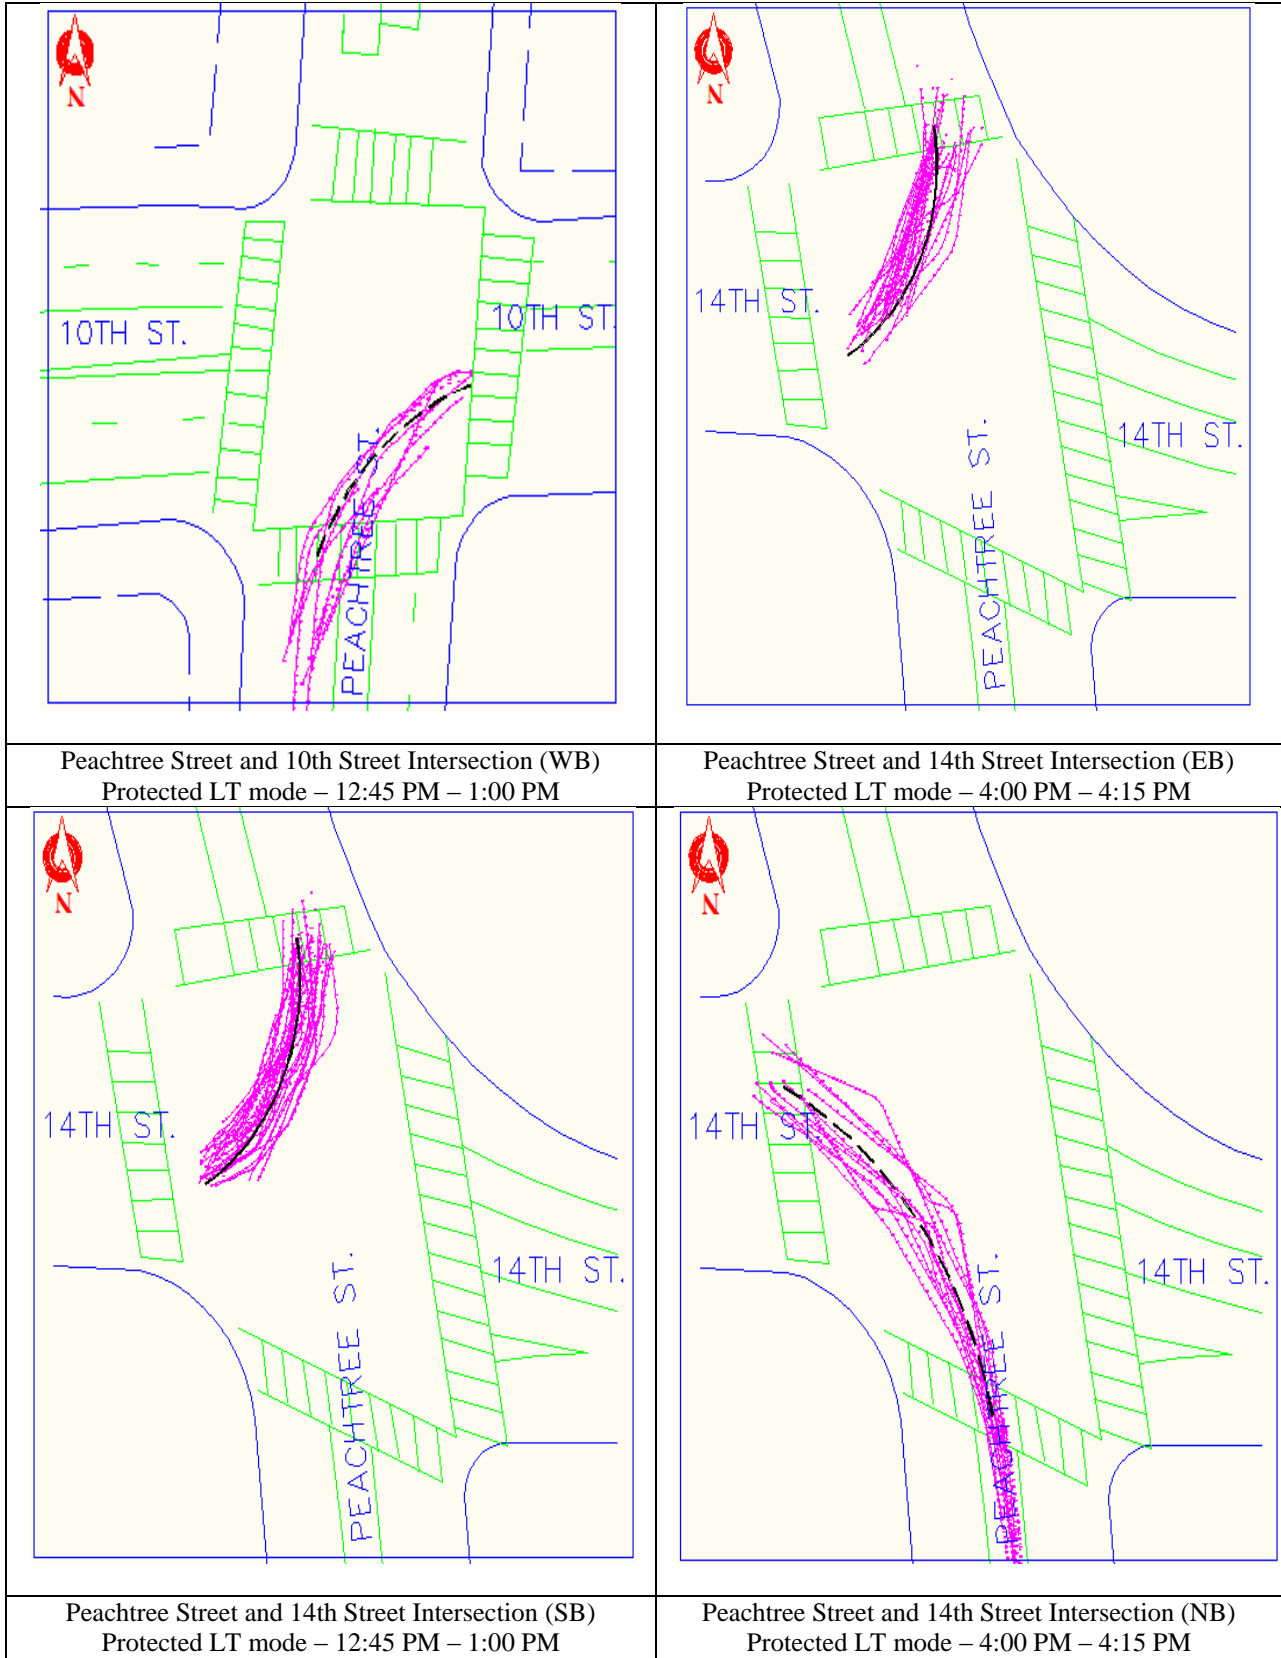 N
10TH ST.
10TH ST.
PEACHTREE ST.
Peachtree Street and 10th Street Intersection (WB)
Protected LT mode – 12:45 PM – 1:00 PM
N
14TH ST.
14TH ST.
PEACHTREE ST.
Peachtree Street and 14th Street Intersection (EB)
Protected LT mode – 4:00 PM – 4:15 PM
N
14TH ST.
14TH ST.
PEACHTREE ST.
Peachtree Street and 14th Street Intersection (SB)
Protected LT mode – 12:45 PM – 1:00 PM
N
14TH ST.
14TH ST.
PEACHTREE ST.
Peachtree Street and 14th Street Intersection (NB)
Protected LT mode – 4:00 PM – 4:15 PM